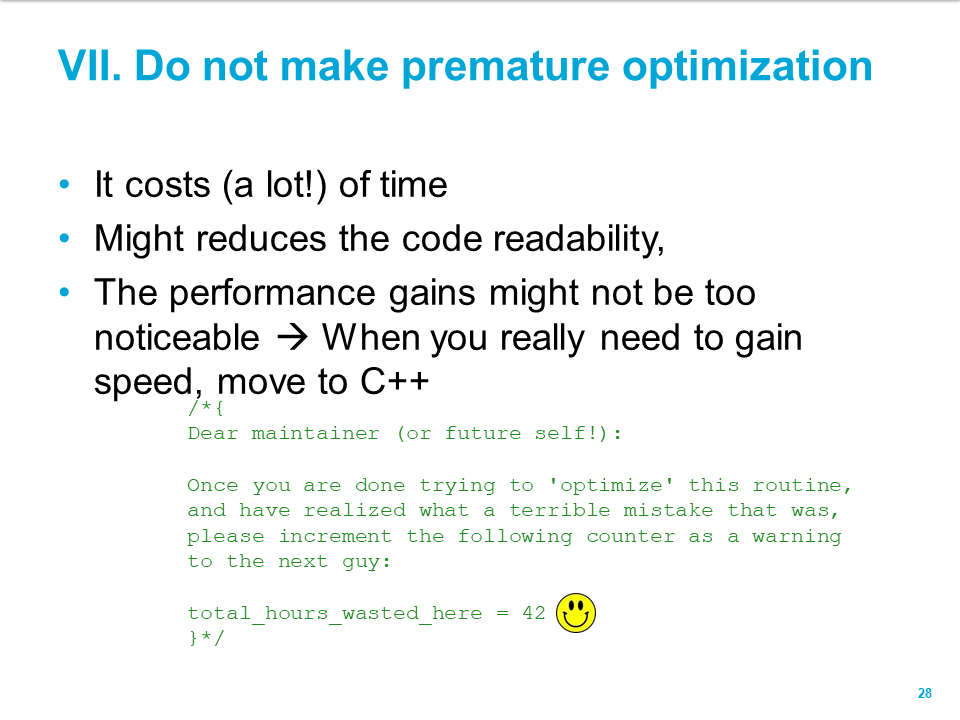 VII. Do not make premature optimization
• It costs (a lot!) of time
• Might reduces the code readability,
• The performance gains might not be too
noticeable → When you really need to gain
speed, move to C++
/*{
Dear maintainer (or future self!):
Once you are done trying to 'optimize' this routine,
and have realized what a terrible mistake that was,
please increment the following counter as a warning
to the next guy:
total_hours_wasted_here = 42
}*/
28